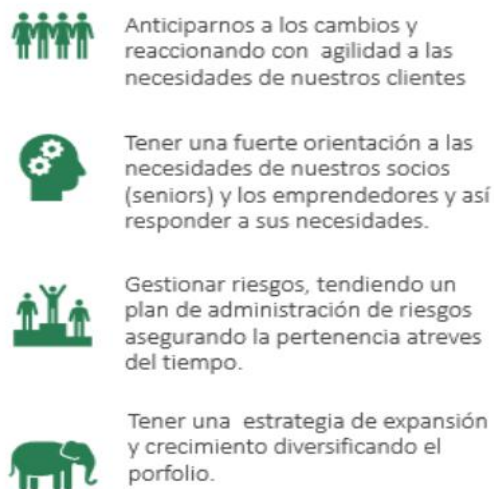 Anticiparnos a los cambios y
reaccionando con agilidad a las
necesidades de nuestros clientes
Tener una fuerte orientación a las
necesidades de nuestros socios
(seniors) y los emprendedores y así
responder a sus necesidades.
Gestionar riesgos, tendiendo un
plan de administración de riesgos
asegurando la pertenencia atreves
del tiempo.
Tener una estrategia de expansión
y crecimiento diversificando el
porfolio.